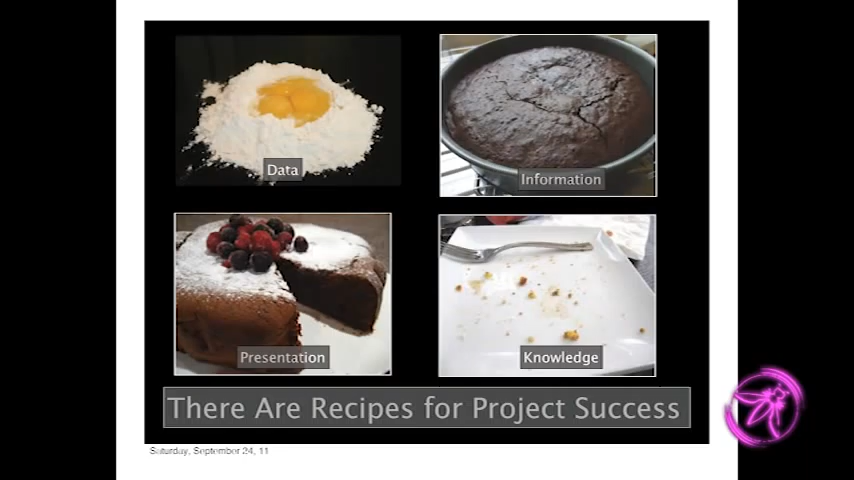 Data
Information
Presentation
Knowledge
There Are Recipes for Project Success
Saturday, September 24, 11